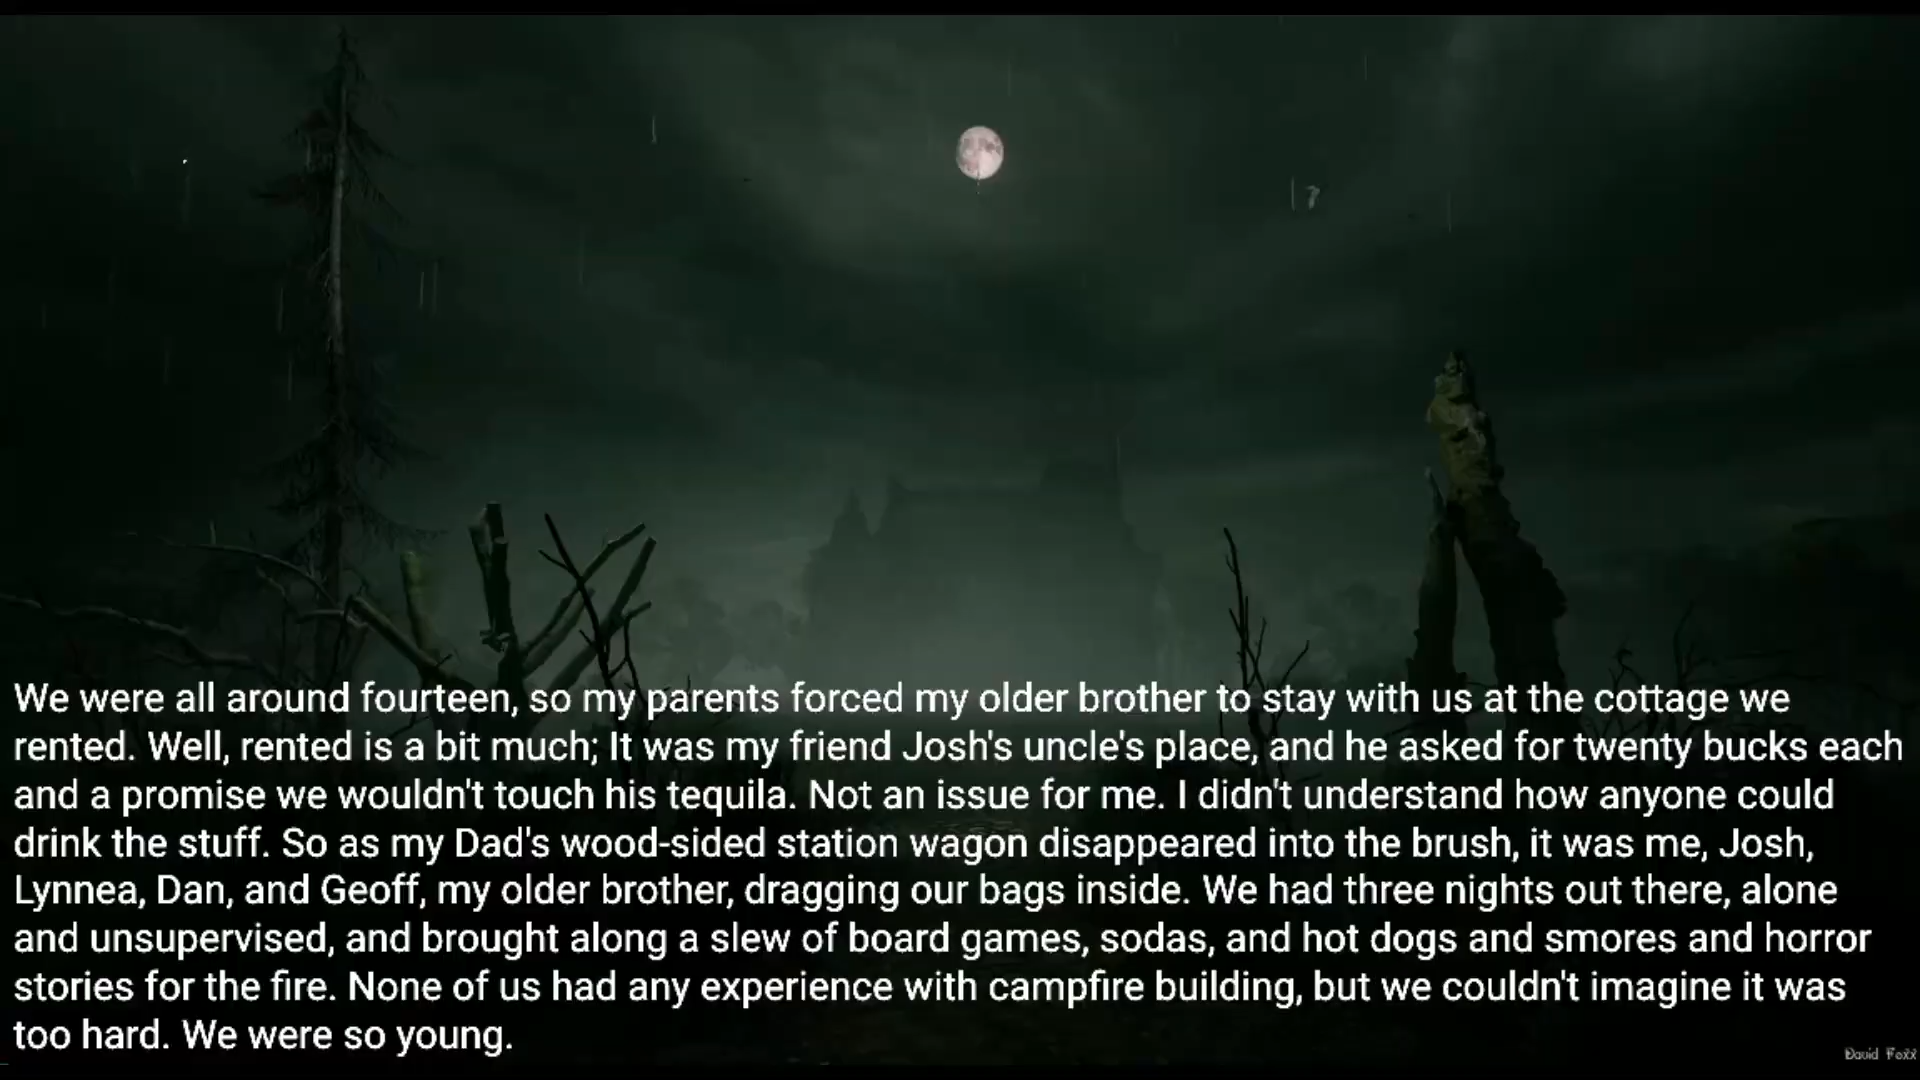 We were all around fourteen, so my parents forced my older brother to stay with us at the cottage we
rented. Well, rented is a bit much; It was my friend Josh's uncle's place, and he asked for twenty bucks each
and a promise we wouldn't touch his tequila. Not an issue for me. I didn't understand how anyone could
drink the stuff. So as my Dad's wood-sided station wagon disappeared into the brush, it was me, Josh,
Lynnea, Dan, and Geoff, my older brother, dragging our bags inside. We had three nights out there, alone
and unsupervised, and brought along a slew of board games, sodas, and hot dogs and smores and horror
stories for the fire. None of us had any experience with campfire building, but we couldn't imagine it was
too hard. We were so young.
David Foxx